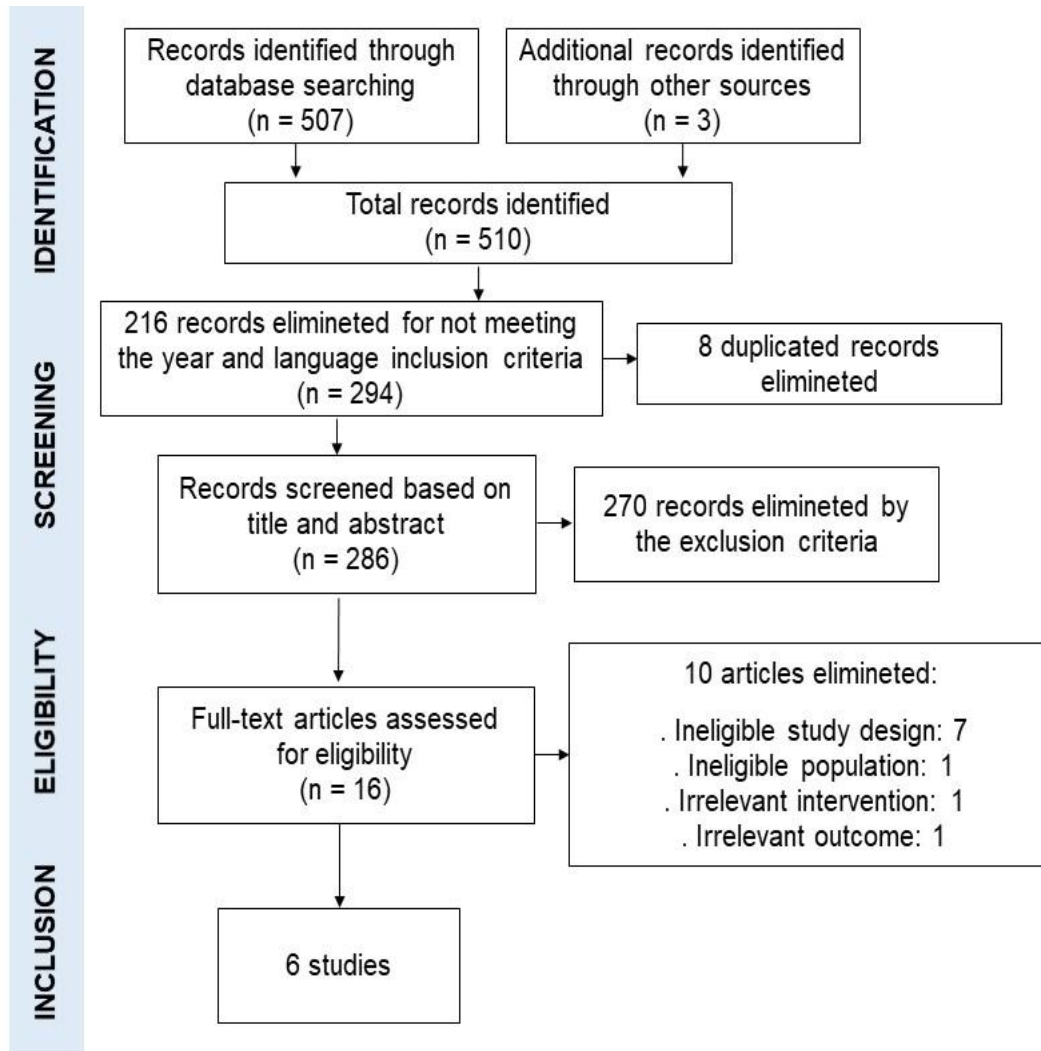 IDENTIFICATION
Records identified through
database searching
(n = 507)
Additional records identified
through other sources
(n = 3)
Total records identified
(n = 510)
SCREENING
216 records elimineted for not meeting
the year and language inclusion criteria
(n = 294)
8 duplicated records
elimineted
Records screened based on
title and abstract
(n = 286)
270 records elimineted by
the exclusion criteria
ELIGIBILITY
Full-text articles assessed
for eligibility
(n = 16)
10 articles elimineted:
. Ineligible study design: 7
. Ineligible population: 1
. Irrelevant intervention: 1
. Irrelevant outcome: 1
INCLUSION
6 studies